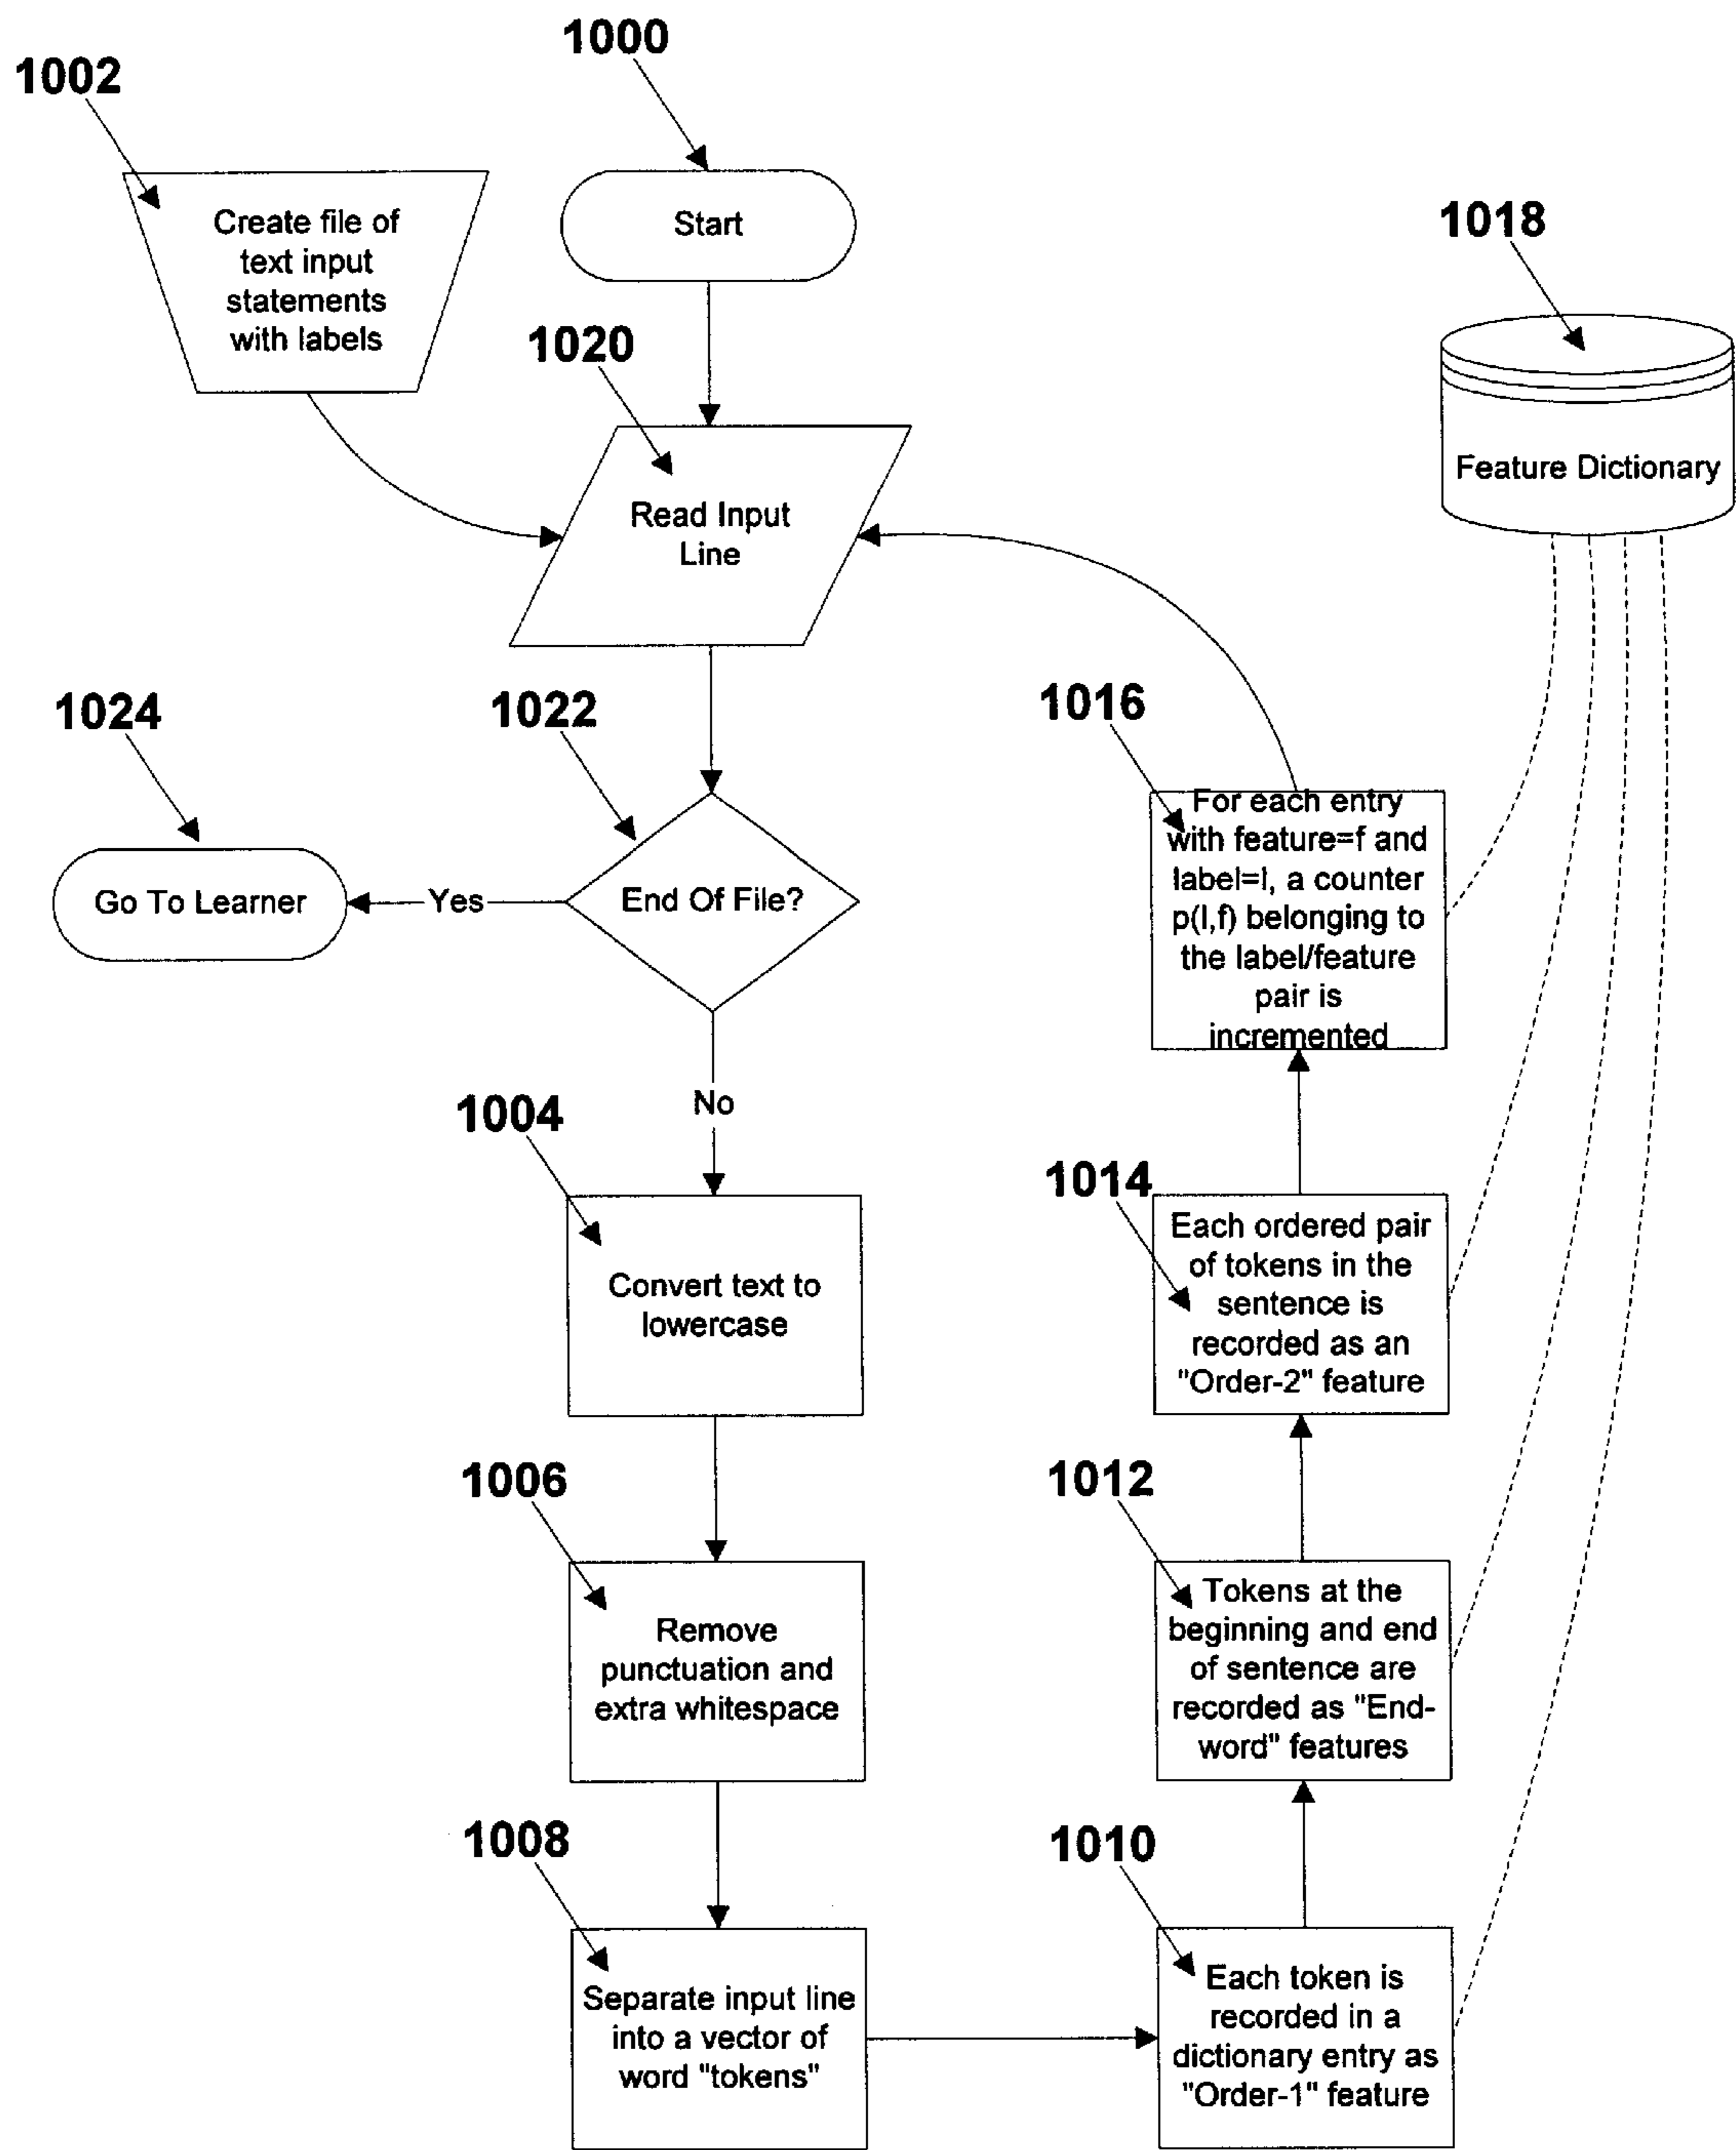 1000
1002
Start
Create file of
text input
statements
with labels
1018
1020
Feature Dictionary
Read Input
Line
1024
1022
1016
Go To Learner
Yes
End Of File?
For each entry
with feature=f and
label=l, a counter
p(l,f) belonging to
the label/feature
pair is
incremented
No
1004
Convert text to
lowercase
1014
Each ordered pair
of tokens in the
sentence is
recorded as an
"Order-2" feature
1006
Remove
punctuation and
extra whitespace
1012
Tokens at the
beginning and end
of sentence are
recorded as "End-
word" features
1008
Separate input line
into a vector of
word "tokens"
1010
Each token is
recorded in a
dictionary entry as
"Order-1" feature